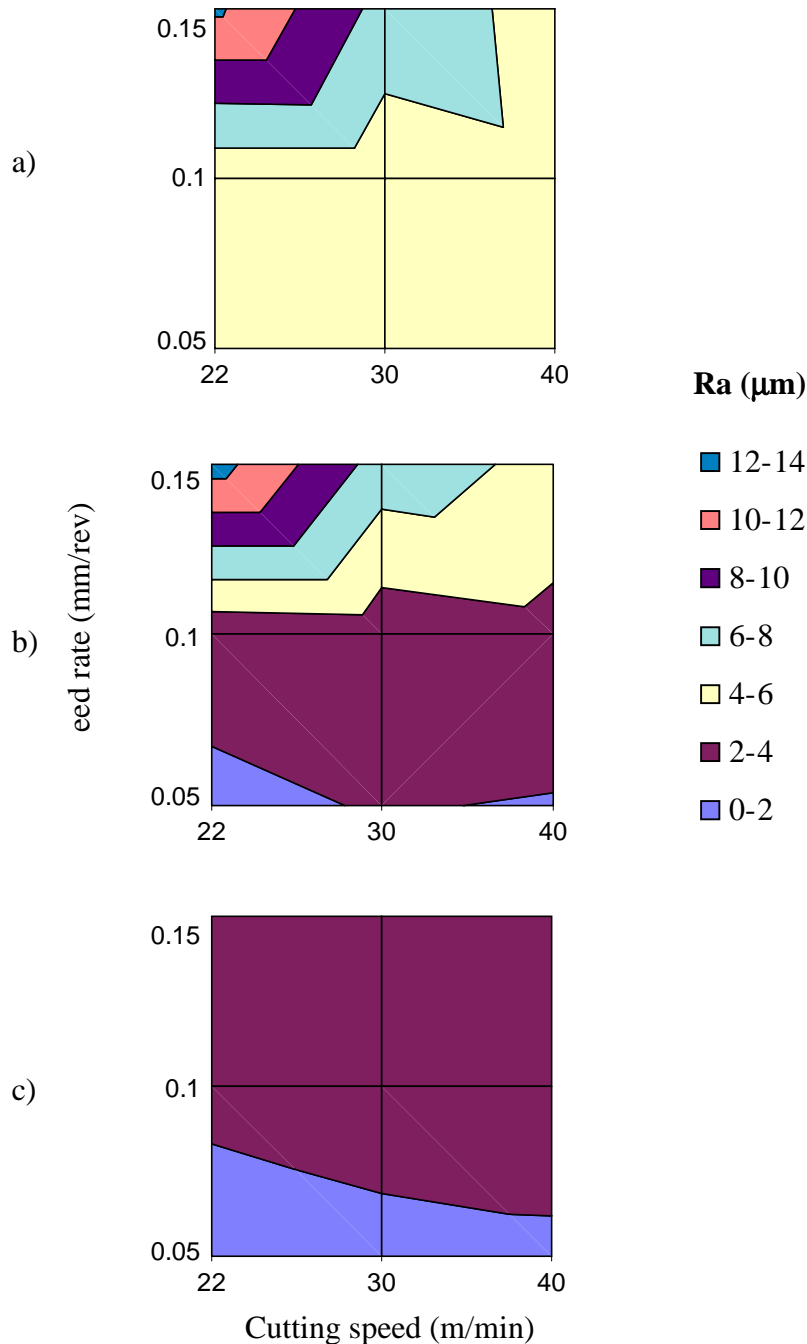 a)
0.15
0.1
0.05
22 30 40
b)
eed rate (mm/rev)
0.15
0.1
0.05
22 30 40
c)
0.15
0.1
0.05
22 30 40
Cutting speed (m/min)
Ra (μm)
12-14
10-12
8-10
6-8
4-6
2-4
0-2